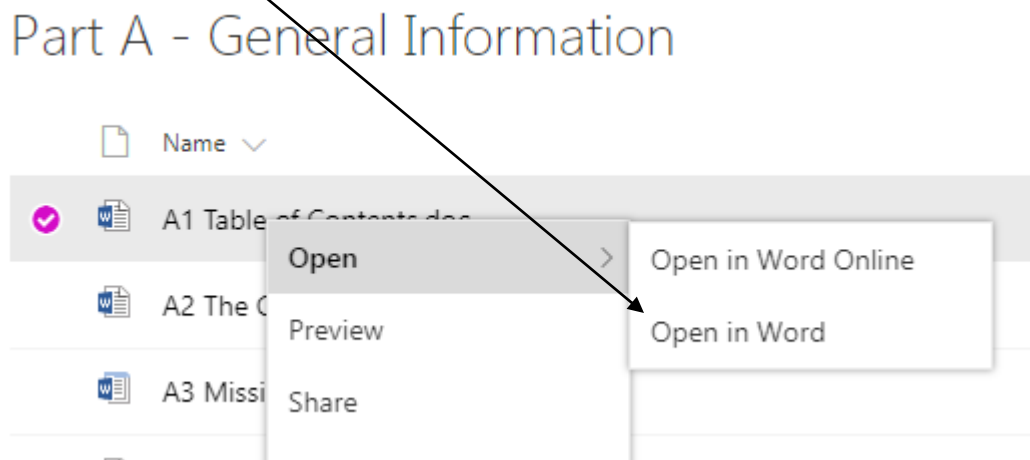 Part A - General Information
Name
A1 Table of Contents.doc
Open
Open in Word Online
A2 The
Preview
Open in Word
A3 Missi
Share